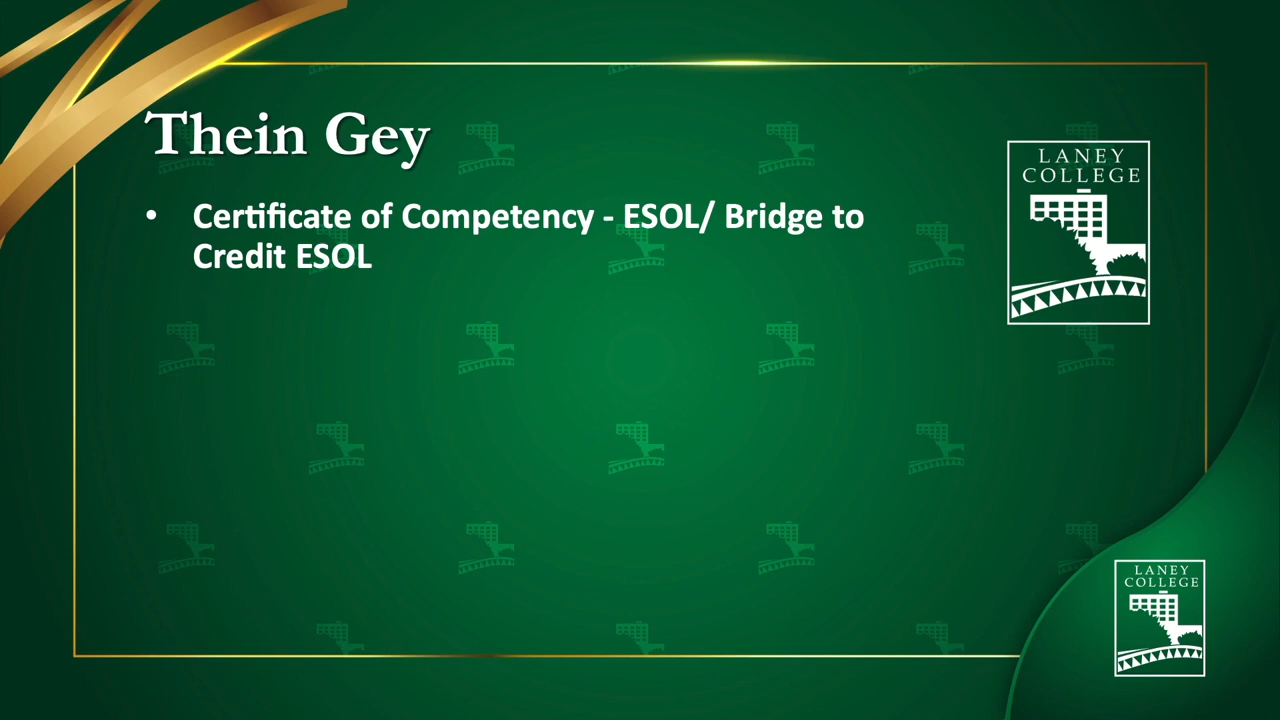 Thein Gey
• Certificate of Competency - ESOL/ Bridge to
Credit ESOL
LANEY
COLLEGE
LANEY
COLLEGE